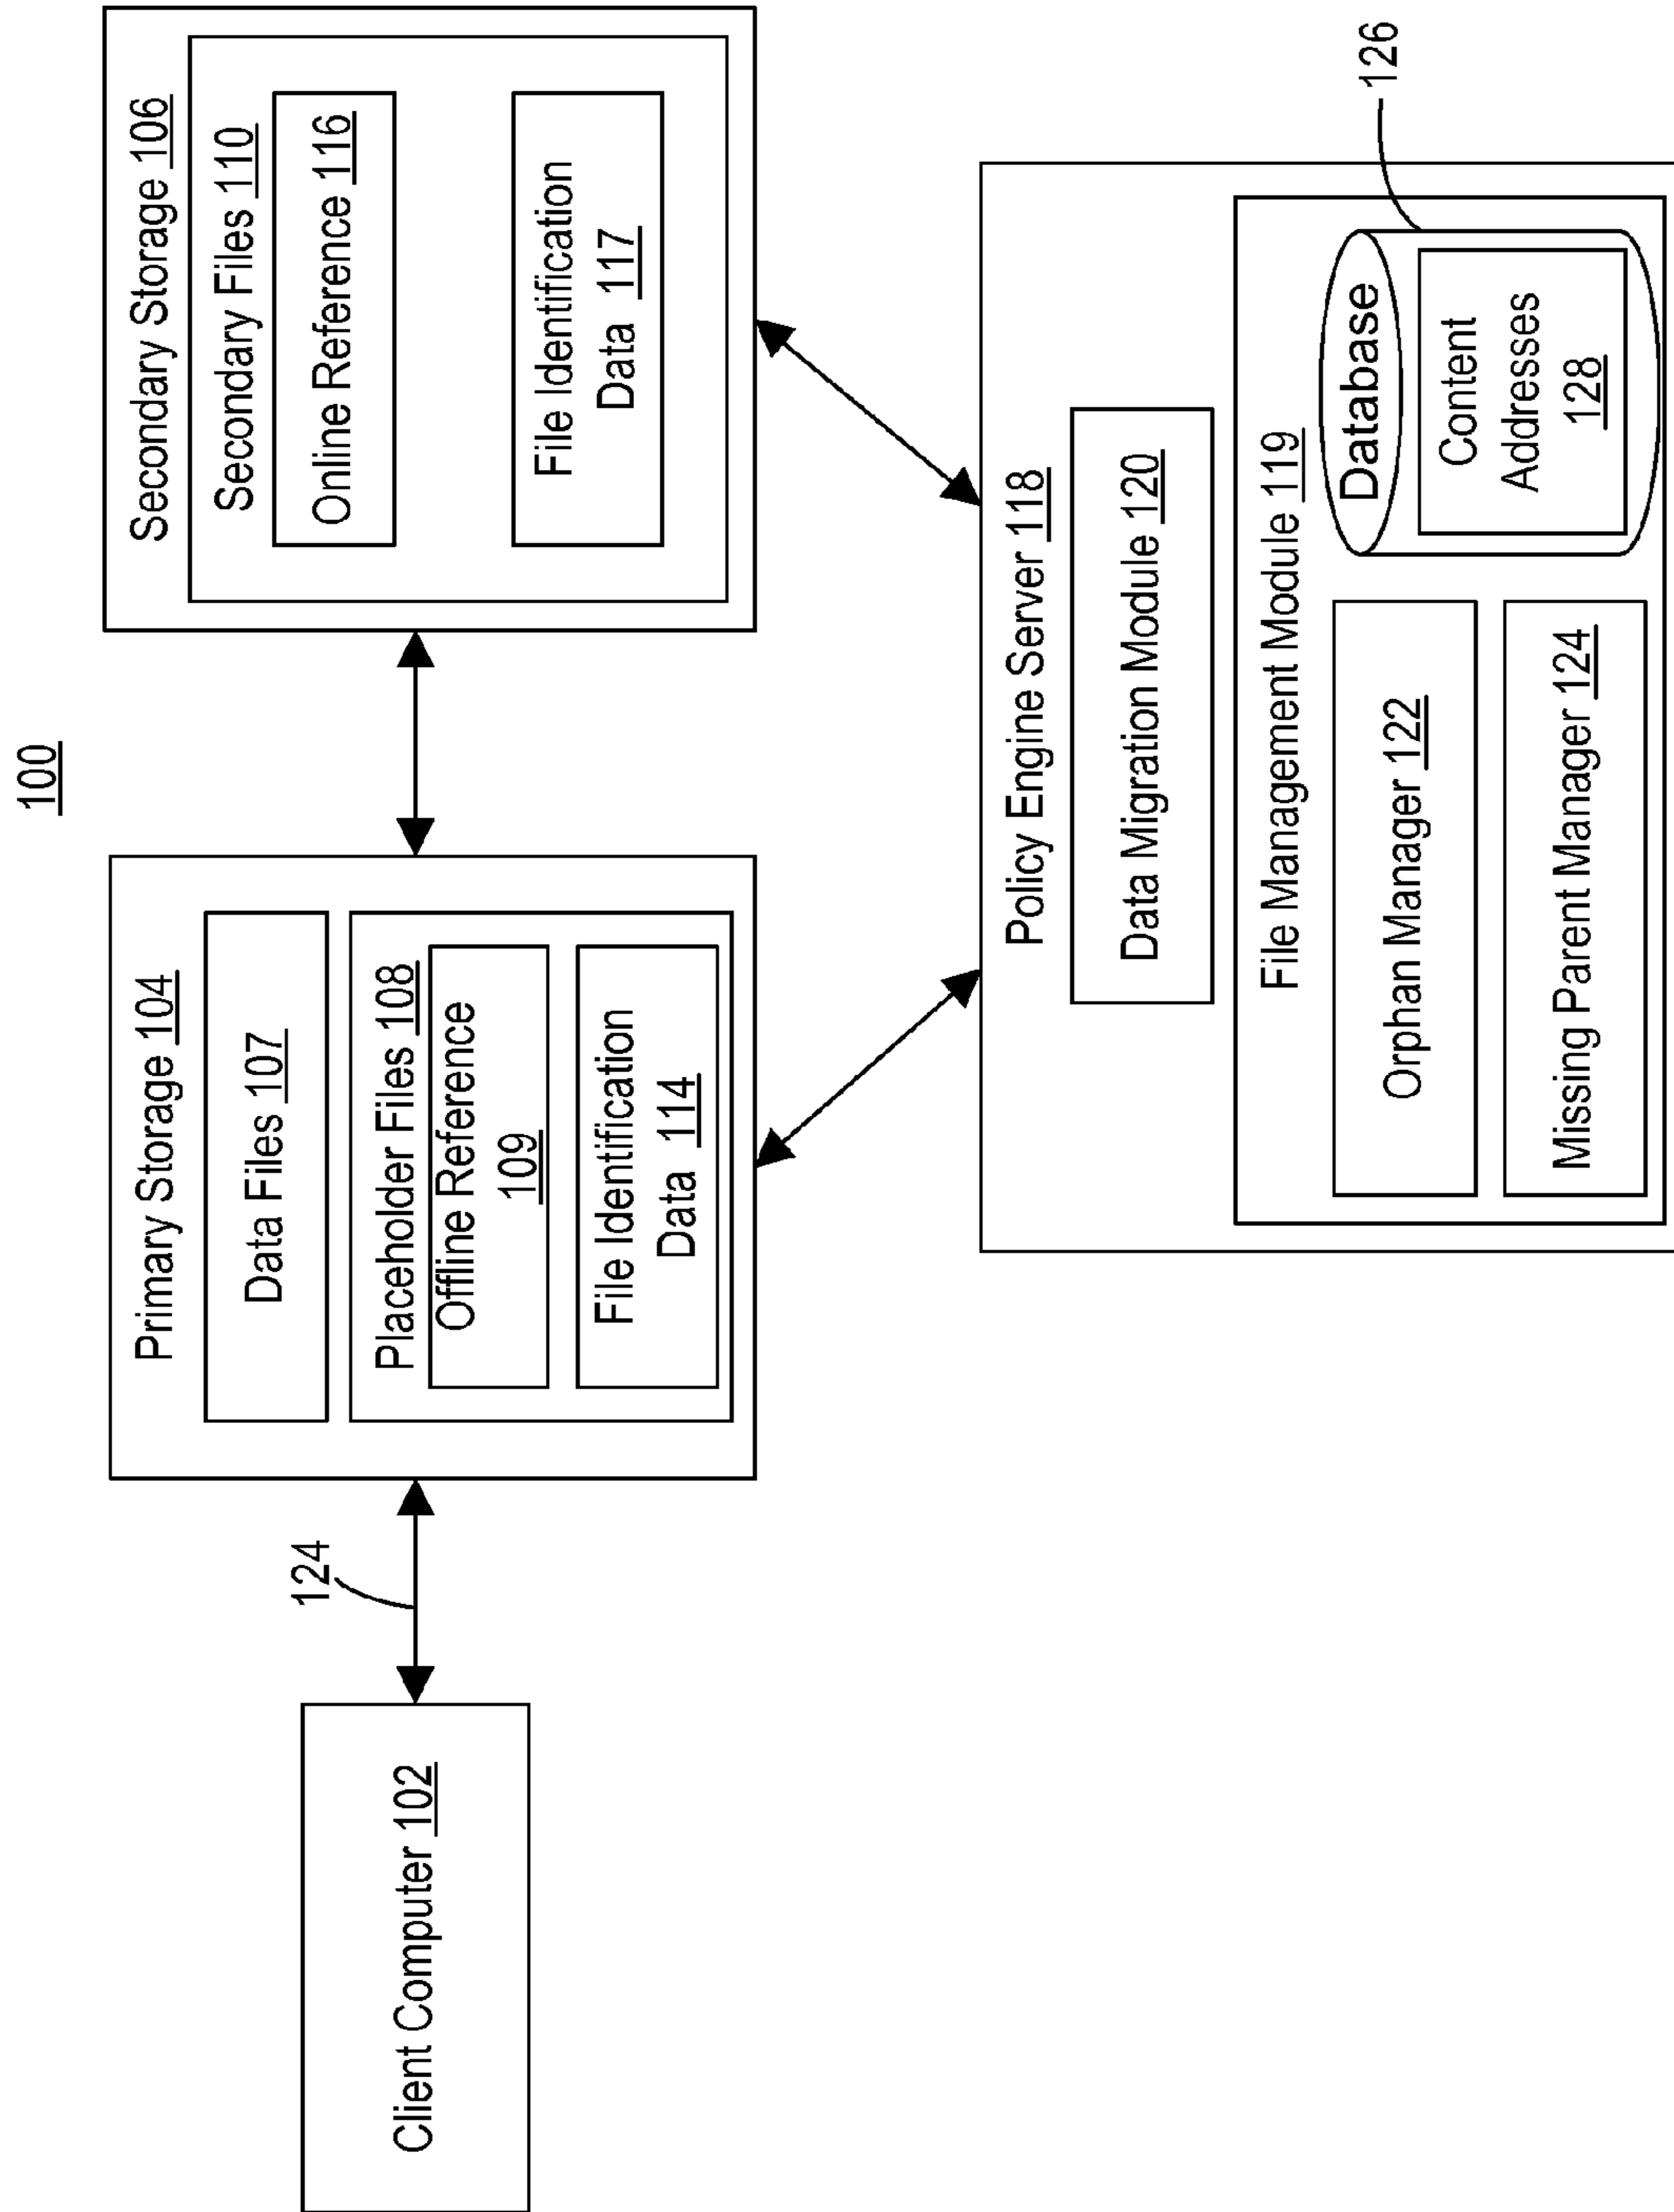 100
Client Computer 102
124
Primary Storage 104
Data Files 107
Placeholder Files 108
Offline Reference
109
File Identification
Data 114
Secondary Storage 106
Secondary Files 110
Online Reference 116
File Identification
Data 117
Policy Engine Server 118
Data Migration Module 120
File Management Module 119
Orphan Manager 122
Missing Parent Manager 124
Database
Content
Addresses
128
126